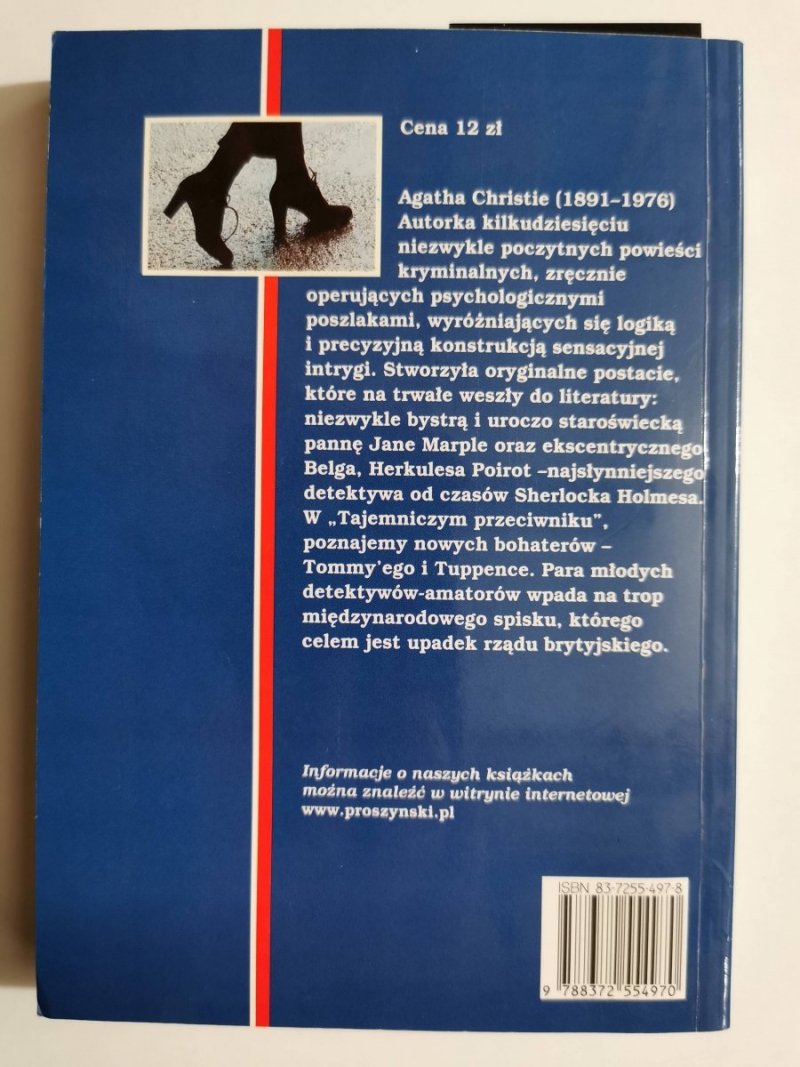 Cena 12 zł
Agatha Christie (1891–1976)
Autorka kilkudziesięciu
niezwykle poczytnych powieści
kryminalnych, zręcznie
operujących psychologicznymi
poszlakami, wyróżniających się logiką
i precyzyjną konstrukcją sensacyjnej
intrygi. Stworzyła oryginalne postacie,
które na trwałe weszły do literatury:
niezwykle bystrą i uroczo staroświecką
pannę Jane Marple oraz ekscentrycznego
Belga, Herkulesa Poirot –najsłynniejszego
detektywa od czasów Sherlocka Holmesa.
W „Tajemniczym przeciwniku”,
poznajemy nowych bohaterów –
Tommy’ego i Tuppence. Para młodych
detektywów-amatorów wpada na trop
międzynarodowego spisku, którego
celem jest upadek rządu brytyjskiego.
Informacje o naszych książkach
można znaleźć w witrynie internetowej
www.proszynski.pl
ISBN 83-7255-497-8
9 788372 554970